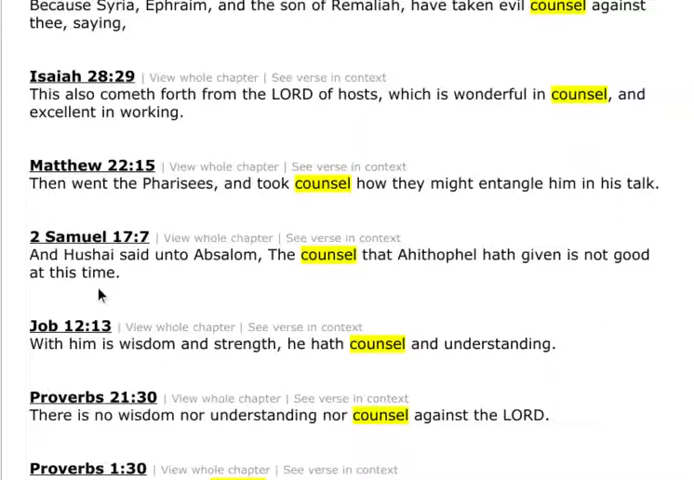 Because Syria, Ephraim, and the son of Remaliah, have taken evil counsel against
thee, saying,
Isaiah 28:29 | View whole chapter | See verse in context
This also cometh forth from the LORD of hosts, which is wonderful in counsel, and
excellent in working.
Matthew 22:15 | View whole chapter | See verse in context
Then went the Pharisees, and took counsel how they might entangle him in his talk.
2 Samuel 17:7 | View whole chapter | See verse in context
And Hushai said unto Absalom, The counsel that Ahithophel hath given is not good
at this time.
Job 12:13 | View whole chapter | See verse in context
With him is wisdom and strength, he hath counsel and understanding.
Proverbs 21:30 | View whole chapter | See verse in context
There is no wisdom nor understanding nor counsel against the LORD.
Proverbs 1:30 | View whole chapter | See verse in context